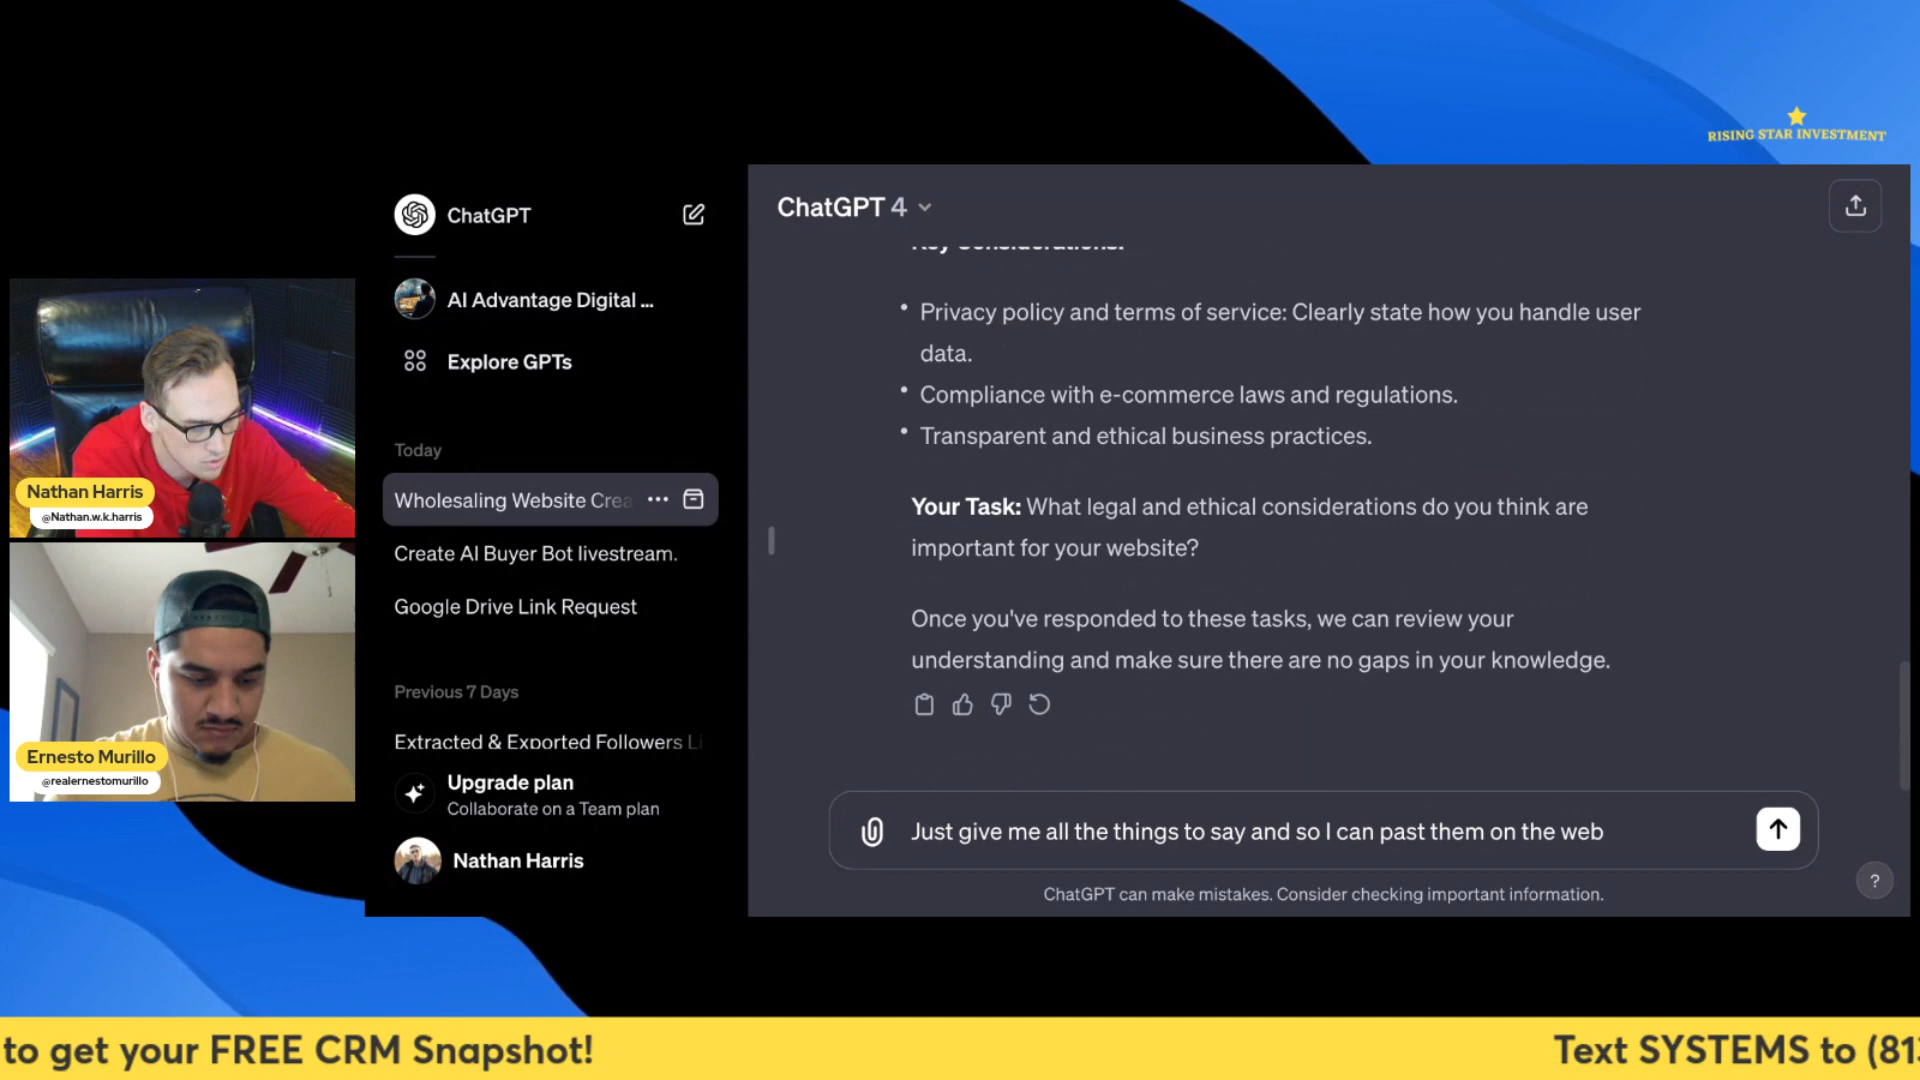 RISING STAR INVESTMENT
ChatGPT
AI Advantage Digital ...
Explore GPTs
Today
Wholesaling Website Crea
Create AI Buyer Bot livestream.
Google Drive Link Request
Previous 7 Days
Extracted & Exported Followers Li
Upgrade plan
Collaborate on a Team plan
Nathan Harris
ChatGPT 4
Key Considerations:
• Privacy policy and terms of service: Clearly state how you handle user
data.
• Compliance with e-commerce laws and regulations.
• Transparent and ethical business practices.
Your Task: What legal and ethical considerations do you think are
important for your website?
Once you've responded to these tasks, we can review your
understanding and make sure there are no gaps in your knowledge.
Just give me all the things to say and so I can past them on the web
ChatGPT can make mistakes. Consider checking important information.
?
Nathan Harris
@Nathan.w.k.harris
Ernesto Murillo
@realernestomurillo
to get your FREE CRM Snapshot!
Text SYSTEMS to (813